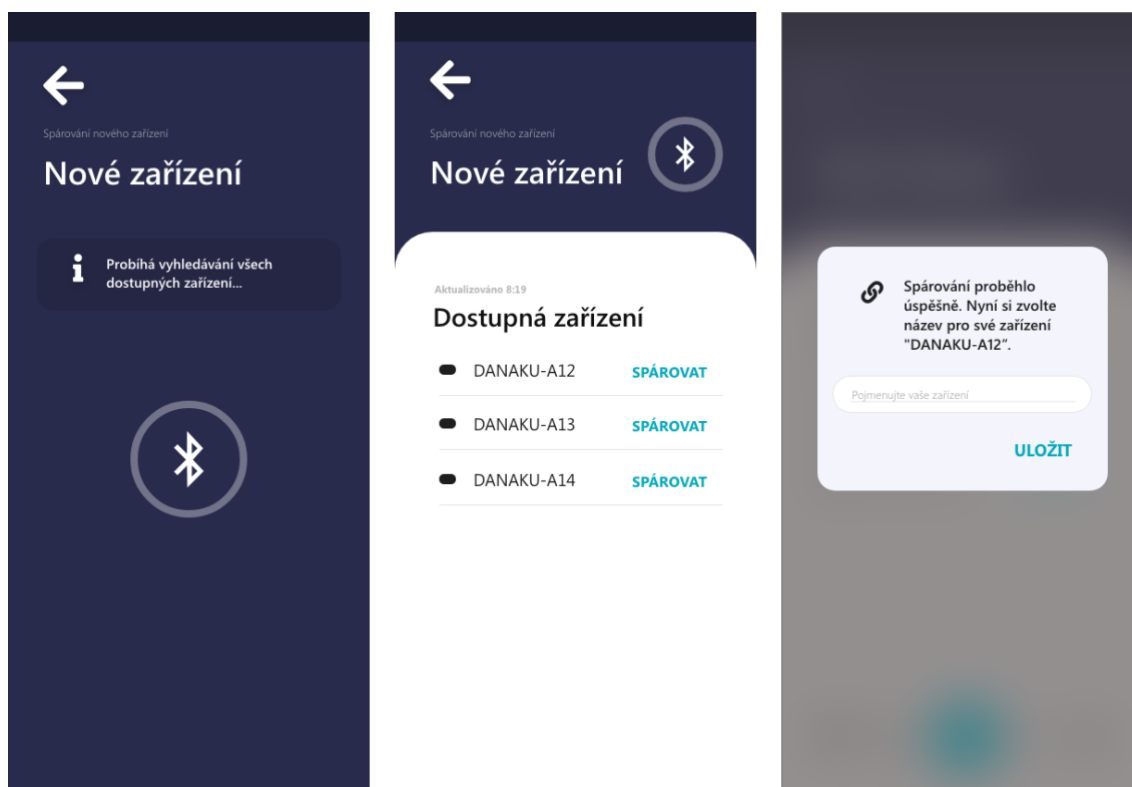 Spárování nového zařízení
Nové zařízení
Probíhá vyhledávání všech
dostupných zařízení...
Spárování nového zařízení
Nové zařízení
Aktualizováno 8:19
Dostupná zařízení
DANAKU-A12 SPÁROVAT
DANAKU-A13 SPÁROVAT
DANAKU-A14 SPÁROVAT
Spárování proběhlo
úspěšně. Nyní si zvolte
název pro své zařízení
"DANAKU-A12".
Pojmenujte vaše zařízení
ULOŽIT